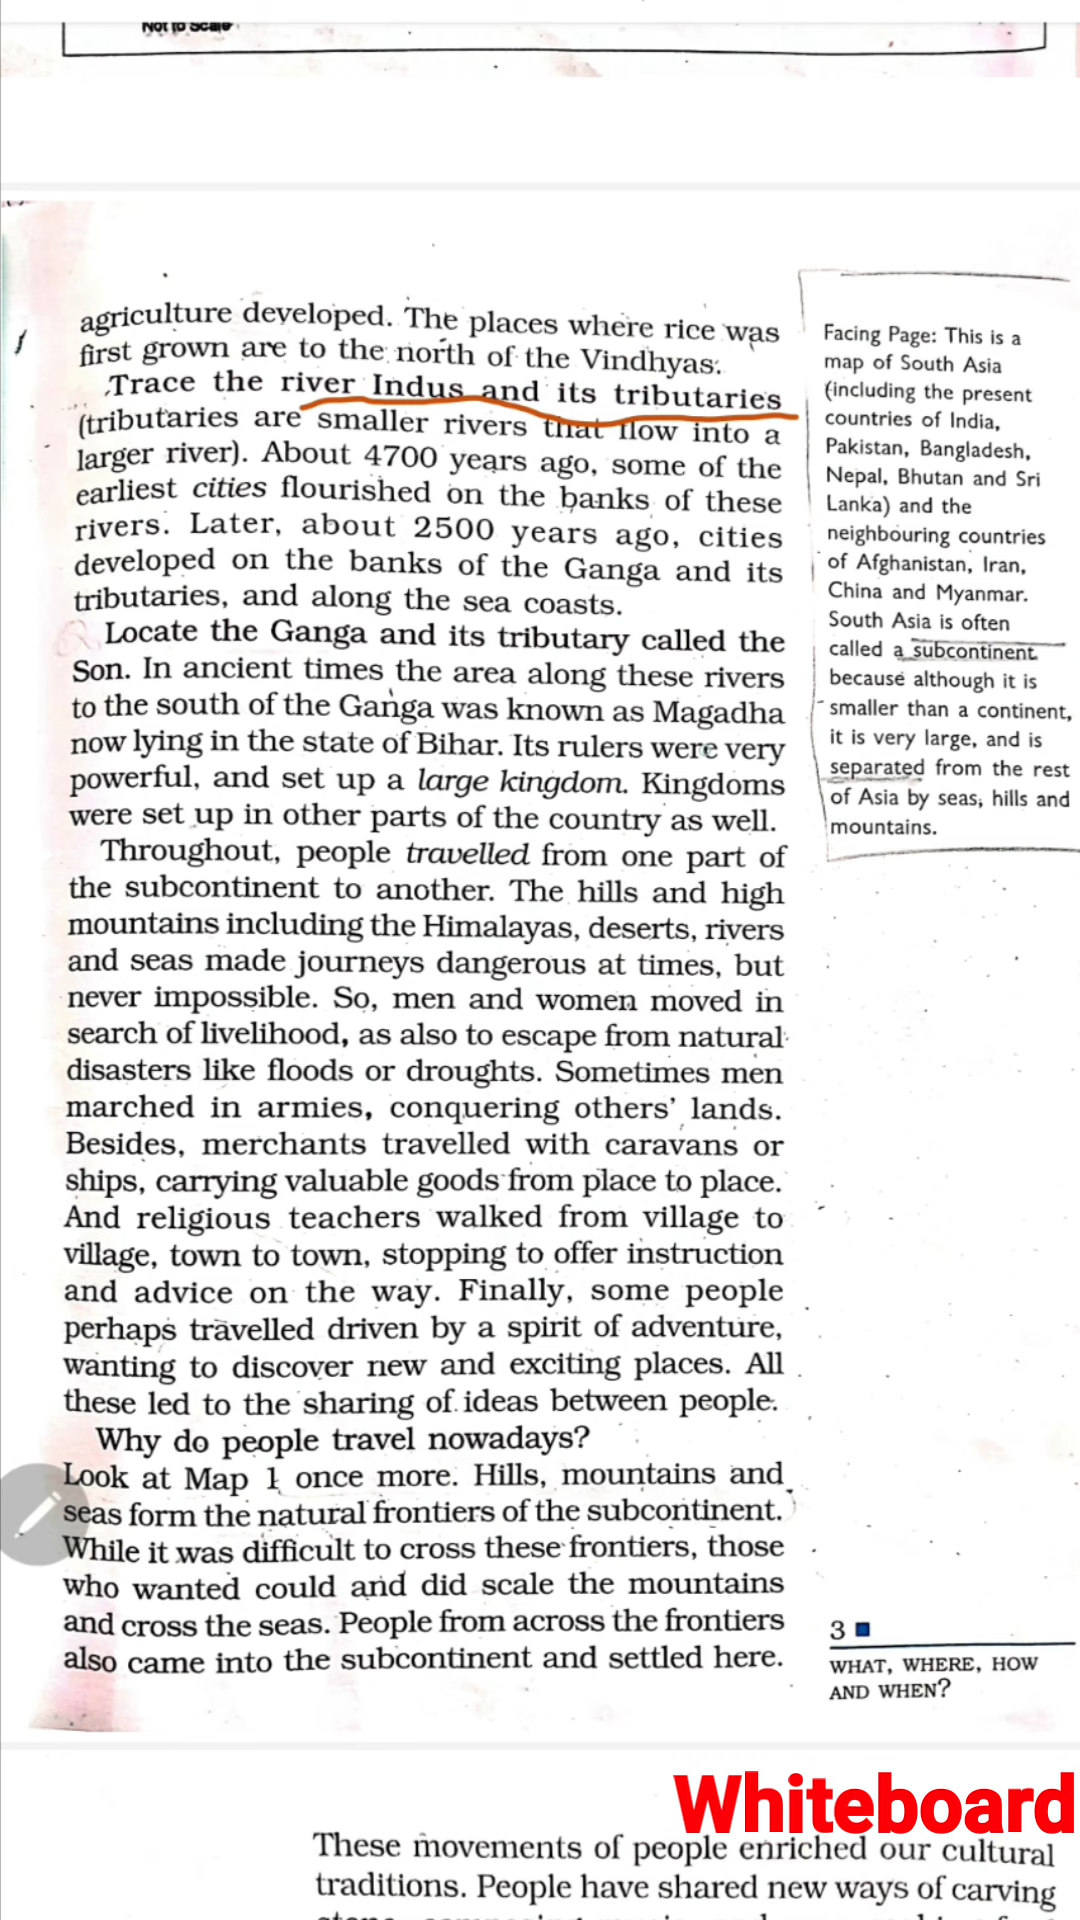 Not to Scale
agriculture developed. The places where rice was
first grown are to the north of the Vindhyas.
Trace the river Indus and its tributaries
(tributaries are smaller rivers that flow into a
larger river). About 4700 years ago, some of the
earliest cities flourished on the banks of these
rivers. Later, about 2500 years ago, cities
developed on the banks of the Ganga and its
tributaries, and along the sea coasts.
Locate the Ganga and its tributary called the
Son. In ancient times the area along these rivers
to the south of the Ganga was known as Magadha
now lying in the state of Bihar. Its rulers were very
powerful, and set up a large kingdom. Kingdoms
were set up in other parts of the country as well.
Throughout, people travelled from one part of
the subcontinent to another. The hills and high
mountains including the Himalayas, deserts, rivers
and seas made journeys dangerous at times, but
never impossible. So, men and women moved in
search of livelihood, as also to escape from natural
disasters like floods or droughts. Sometimes men
marched in armies, conquering others' lands.
Besides, merchants travelled with caravans or
ships, carrying valuable goods from place to place.
And religious teachers walked from village to
village, town to town, stopping to offer instruction
and advice on the way. Finally, some people
perhaps travelled driven by a spirit of adventure,
wanting to discover new and exciting places. All
these led to the sharing of ideas between people.
Why do people travel nowadays?
Look at Map 1 once more. Hills, mountains and
seas form the natural frontiers of the subcontinent.
While it was difficult to cross these frontiers, those
who wanted could and did scale the mountains
and cross the seas. People from across the frontiers
also came into the subcontinent and settled here.
Facing Page: This is a
map of South Asia
(including the present
countries of India,
Pakistan, Bangladesh,
Nepal, Bhutan and Sri
Lanka) and the
neighbouring countries
of Afghanistan, Iran,
China and Myanmar.
South Asia is often
called a subcontinent
because although it is
smaller than a continent,
it is very large, and is
separated from the rest
of Asia by seas, hills and
mountains.
3
WHAT, WHERE, HOW
AND WHEN?
Whiteboard
These movements of people enriched our cultural
traditions. People have shared new ways of carving